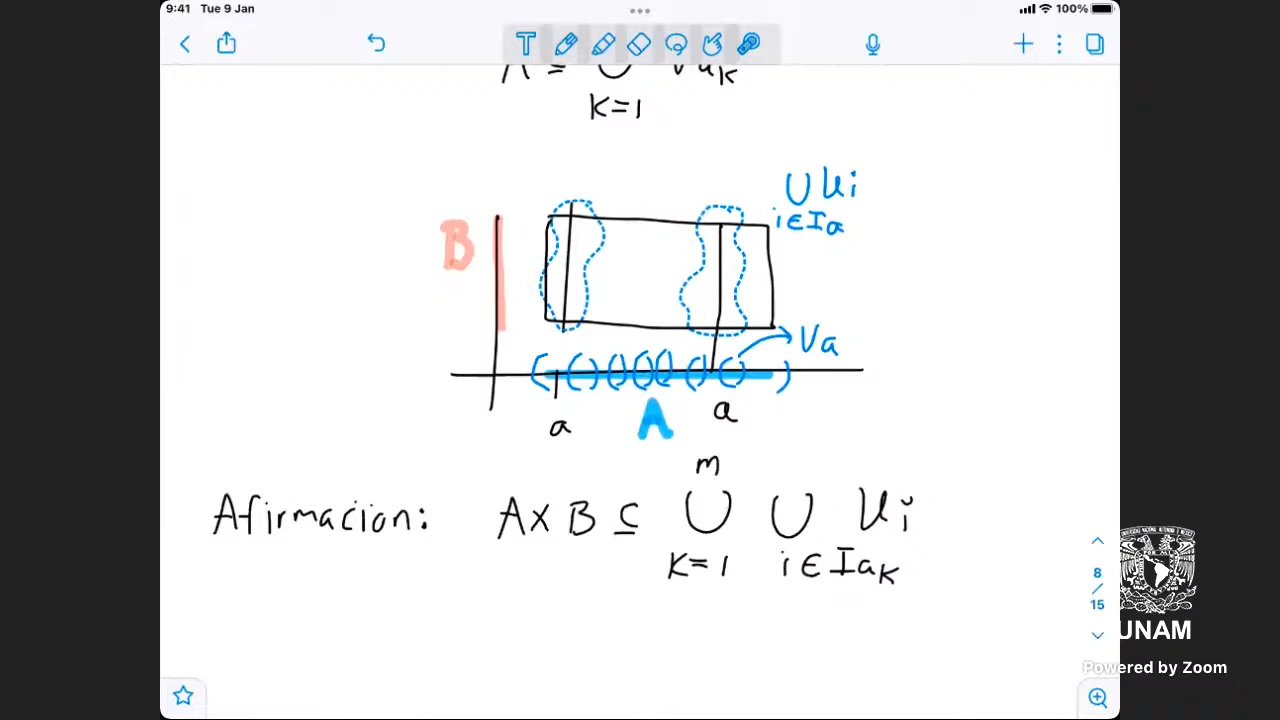 9:41 Tue 9 Jan 100%
T
k=1
⋃ Ui
i∈Ia
B
Va
a A a
Afirmacion: A×B ⊆ ⋃ ⋃ Ui
m
k=1 i∈Iak
8
/
15
UNAM
Powered by Zoom